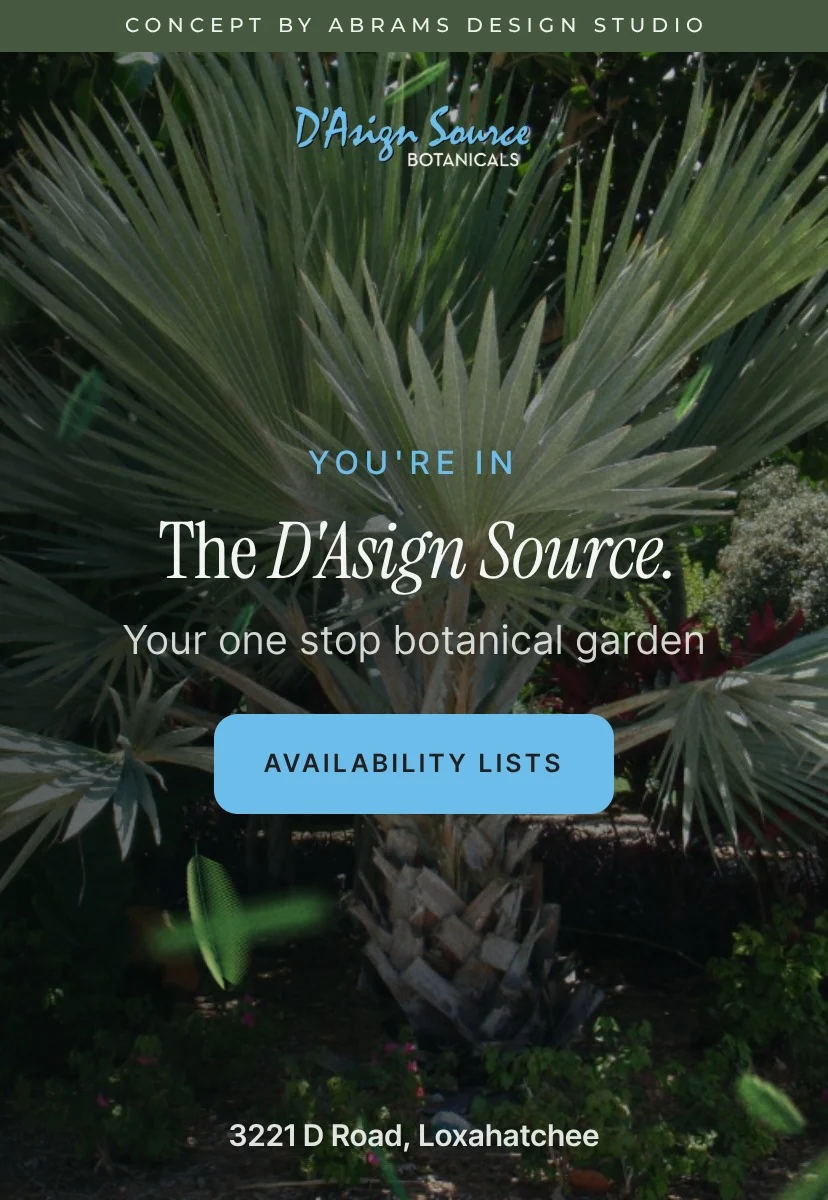 CONCEPT BY ABRAMS DESIGN STUDIO
D'Asign Source
BOTANICALS
YOU'RE IN
The D'Asign Source.
Your one stop botanical garden
AVAILABILITY LISTS
3221 D Road, Loxahatchee